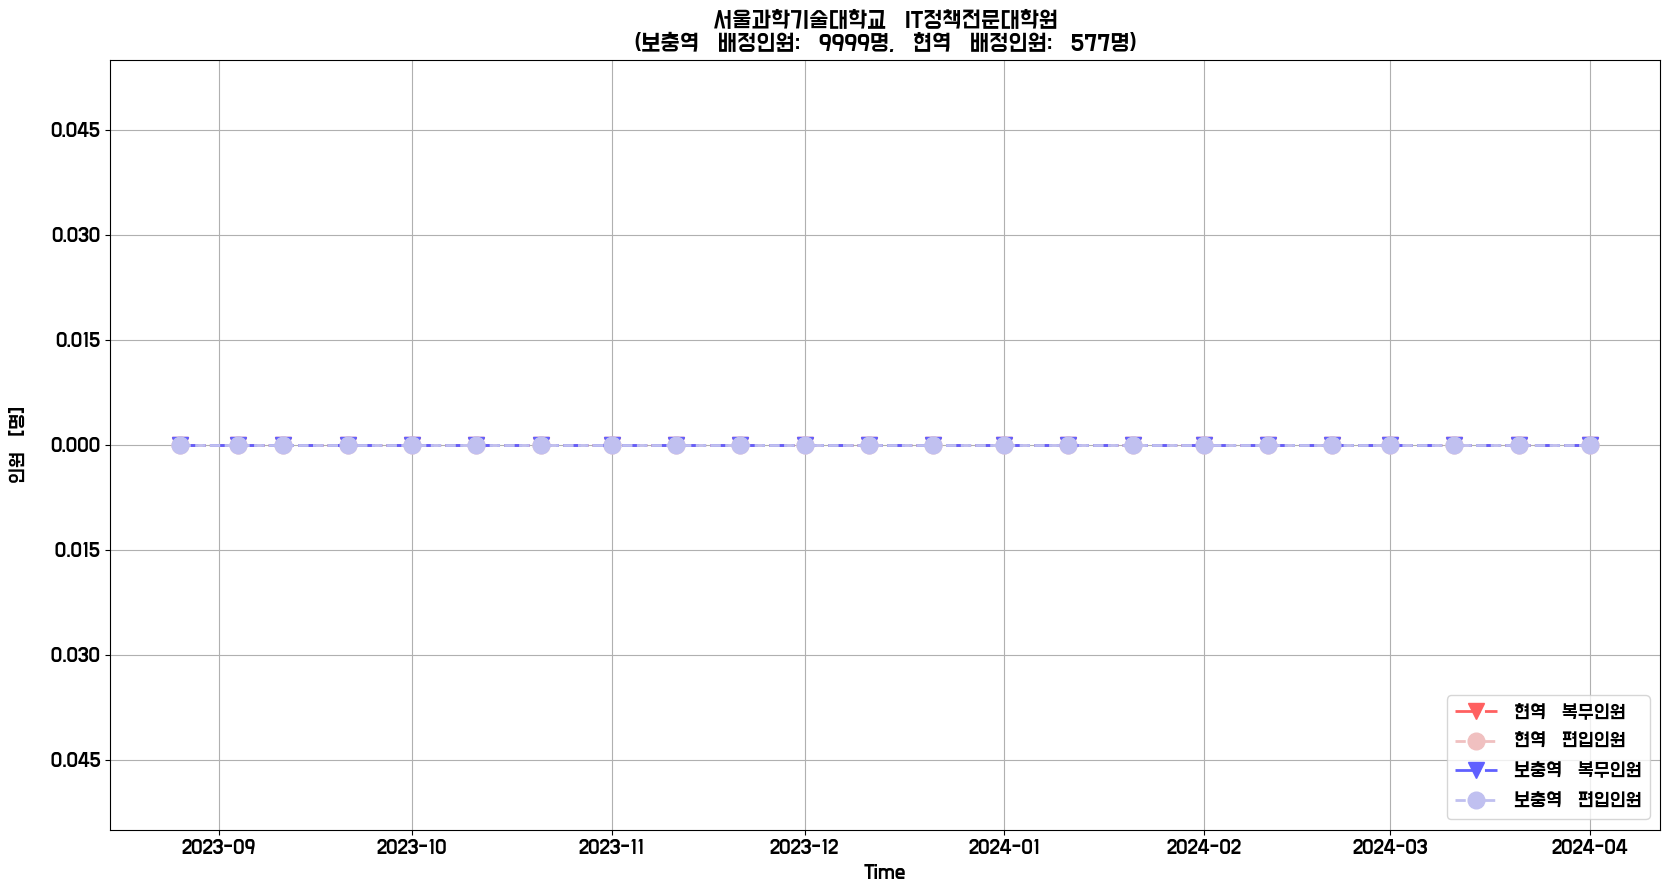 서울과학기술대학교 IT정책전문대학원
(보충역 배정인원: 9999명, 현역 배정인원: 577명)
0.045
0.030
0.015
0.000
0.015
0.030
0.045
인원 [명]
2023-09 2023-10 2023-11 2023-12 2024-01 2024-02 2024-03 2024-04
Time
현역 복무인원
현역 편입인원
보충역 복무인원
보충역 편입인원